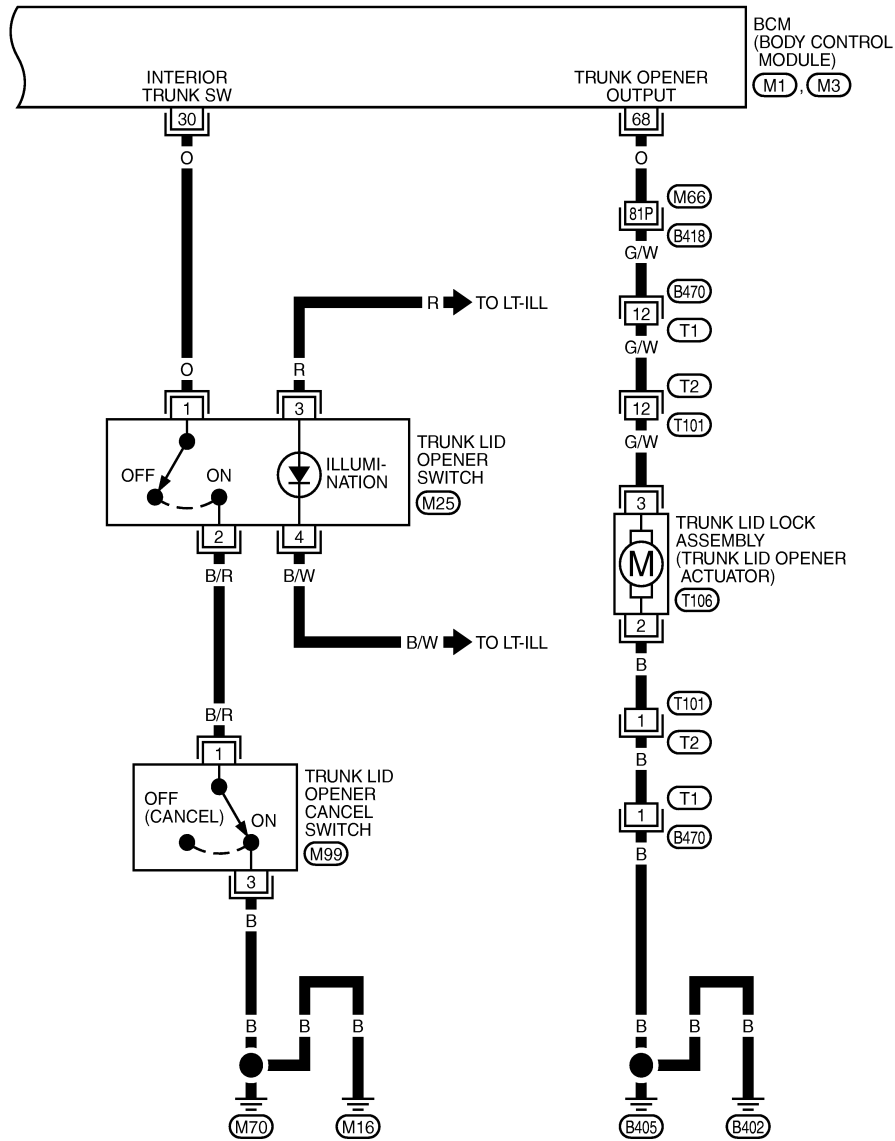 BCM
(BODY CONTROL
MODULE)
M1 , M3
INTERIOR
TRUNK SW
TRUNK OPENER
OUTPUT
30
68
O
O
81P
M66
B418
G/W
12
B470
T1
G/W
R TO LT-ILL
O
R
12
T2
T101
G/W
1
3
OFF
ON
ILLUMI-
NATION
TRUNK LID
OPENER
SWITCH
M25
2
4
B/R
B/W
B/W TO LT-ILL
3
M
TRUNK LID LOCK
ASSEMBLY
(TRUNK LID OPENER
ACTUATOR)
T106
2
B
B/R
1
T101
T2
B
1
OFF
(CANCEL)
ON
TRUNK LID
OPENER
CANCEL
SWITCH
M99
3
1
T1
B470
B
B
B
B
B
B
B
B
M70
M16
B405
B402